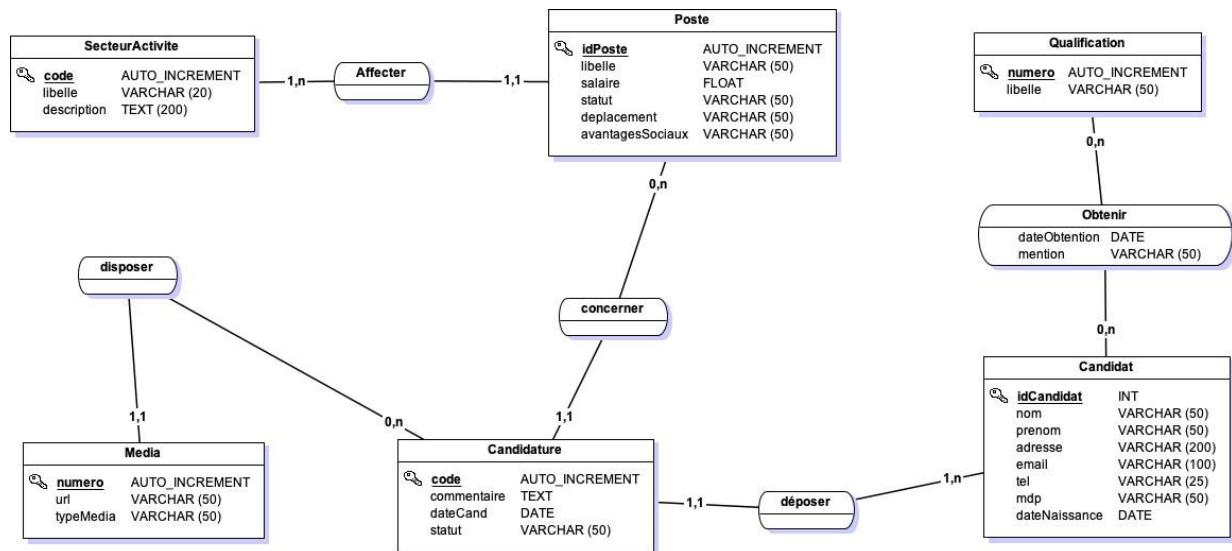 SecteurActivite
code AUTO_INCREMENT
libelle VARCHAR (20)
description TEXT (200)
1,n
Affecter
1,1
Poste
idPoste AUTO_INCREMENT
libelle VARCHAR (50)
salaire FLOAT
statut VARCHAR (50)
deplacement VARCHAR (50)
avantagesSociaux VARCHAR (50)
Qualification
numero AUTO_INCREMENT
libelle VARCHAR (50)
0,n
0,n
Obtenir
dateObtention DATE
mention VARCHAR (50)
0,n
disposer
concerner
1,1
0,n
1,1
Media
numero AUTO_INCREMENT
url VARCHAR (50)
typeMedia VARCHAR (50)
Candidature
code AUTO_INCREMENT
commentaire TEXT
dateCand DATE
statut VARCHAR (50)
1,1
déposer
1,n
Candidat
idCandidat INT
nom VARCHAR (50)
prenom VARCHAR (50)
adresse VARCHAR (200)
email VARCHAR (100)
tel VARCHAR (25)
mdp VARCHAR (50)
dateNaissance DATE